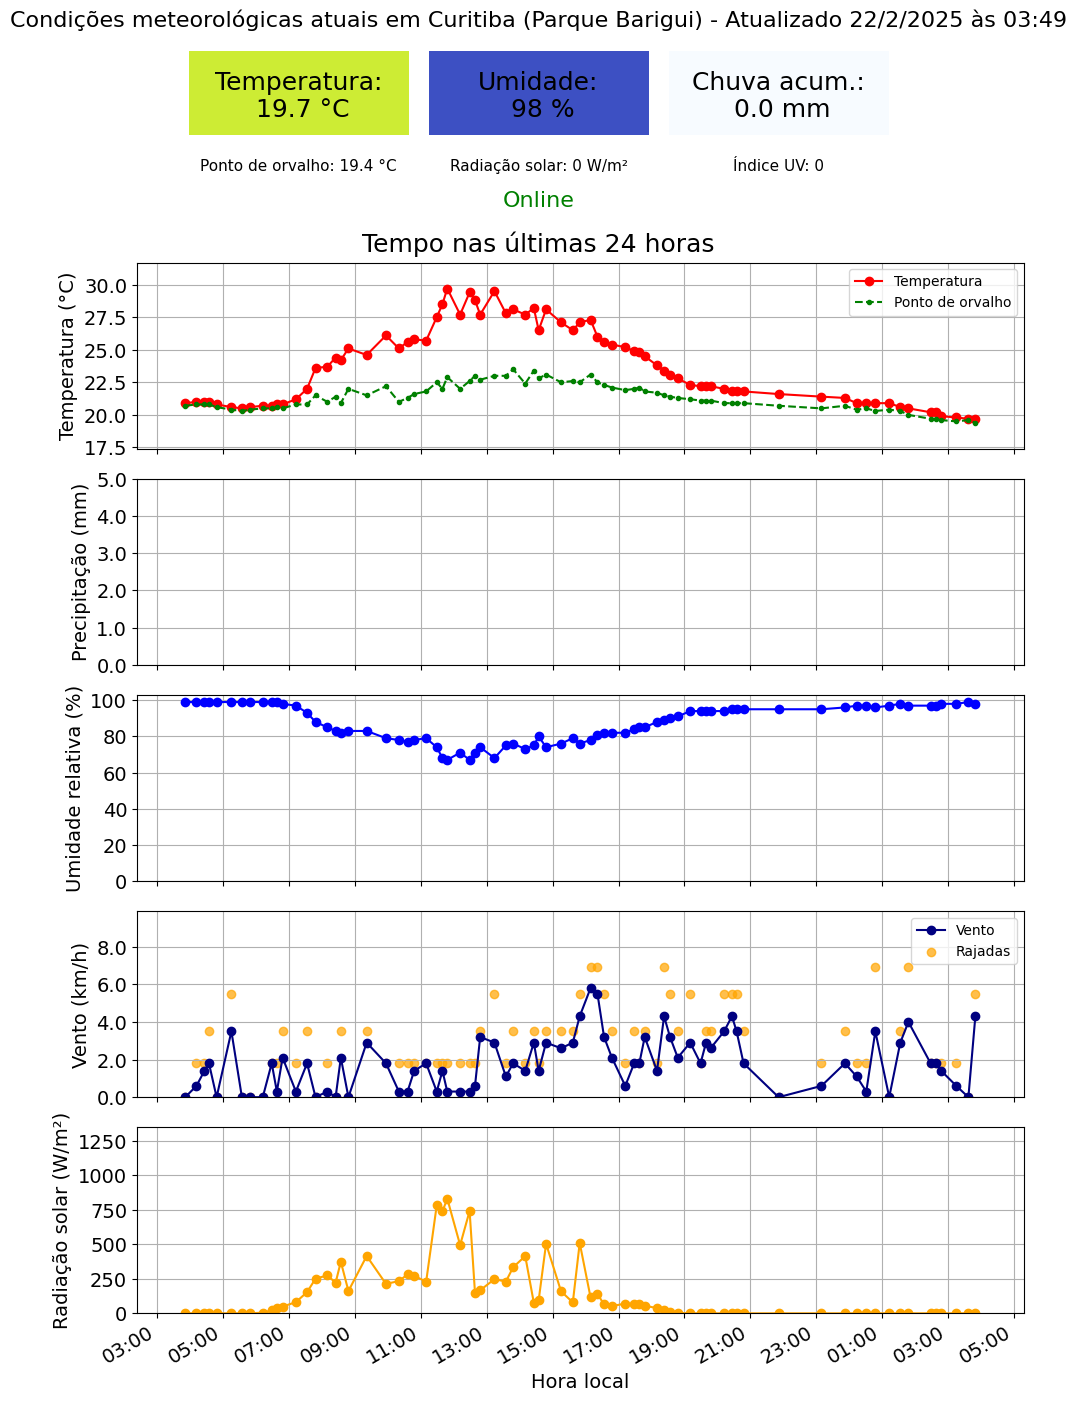 Condições meteorológicas atuais em Curitiba (Parque Barigui) - Atualizado 22/2/2025 às 03:49
Temperatura:
19.7 °C
Umidade:
98 %
Chuva acum.:
0.0 mm
Ponto de orvalho: 19.4 °C
Radiação solar: 0 W/m²
Índice UV: 0
Online
Tempo nas últimas 24 horas
Temperatura (°C)
30.0
27.5
25.0
22.5
20.0
17.5
Temperatura
Ponto de orvalho
Precipitação (mm)
5.0
4.0
3.0
2.0
1.0
0.0
Umidade relativa (%)
100
80
60
40
20
0
Vento (km/h)
8.0
6.0
4.0
2.0
0.0
Vento
Rajadas
Radiação solar (W/m²)
1250
1000
750
500
250
0
03:00
05:00
07:00
09:00
11:00
13:00
15:00
17:00
19:00
21:00
23:00
01:00
03:00
05:00
Hora local